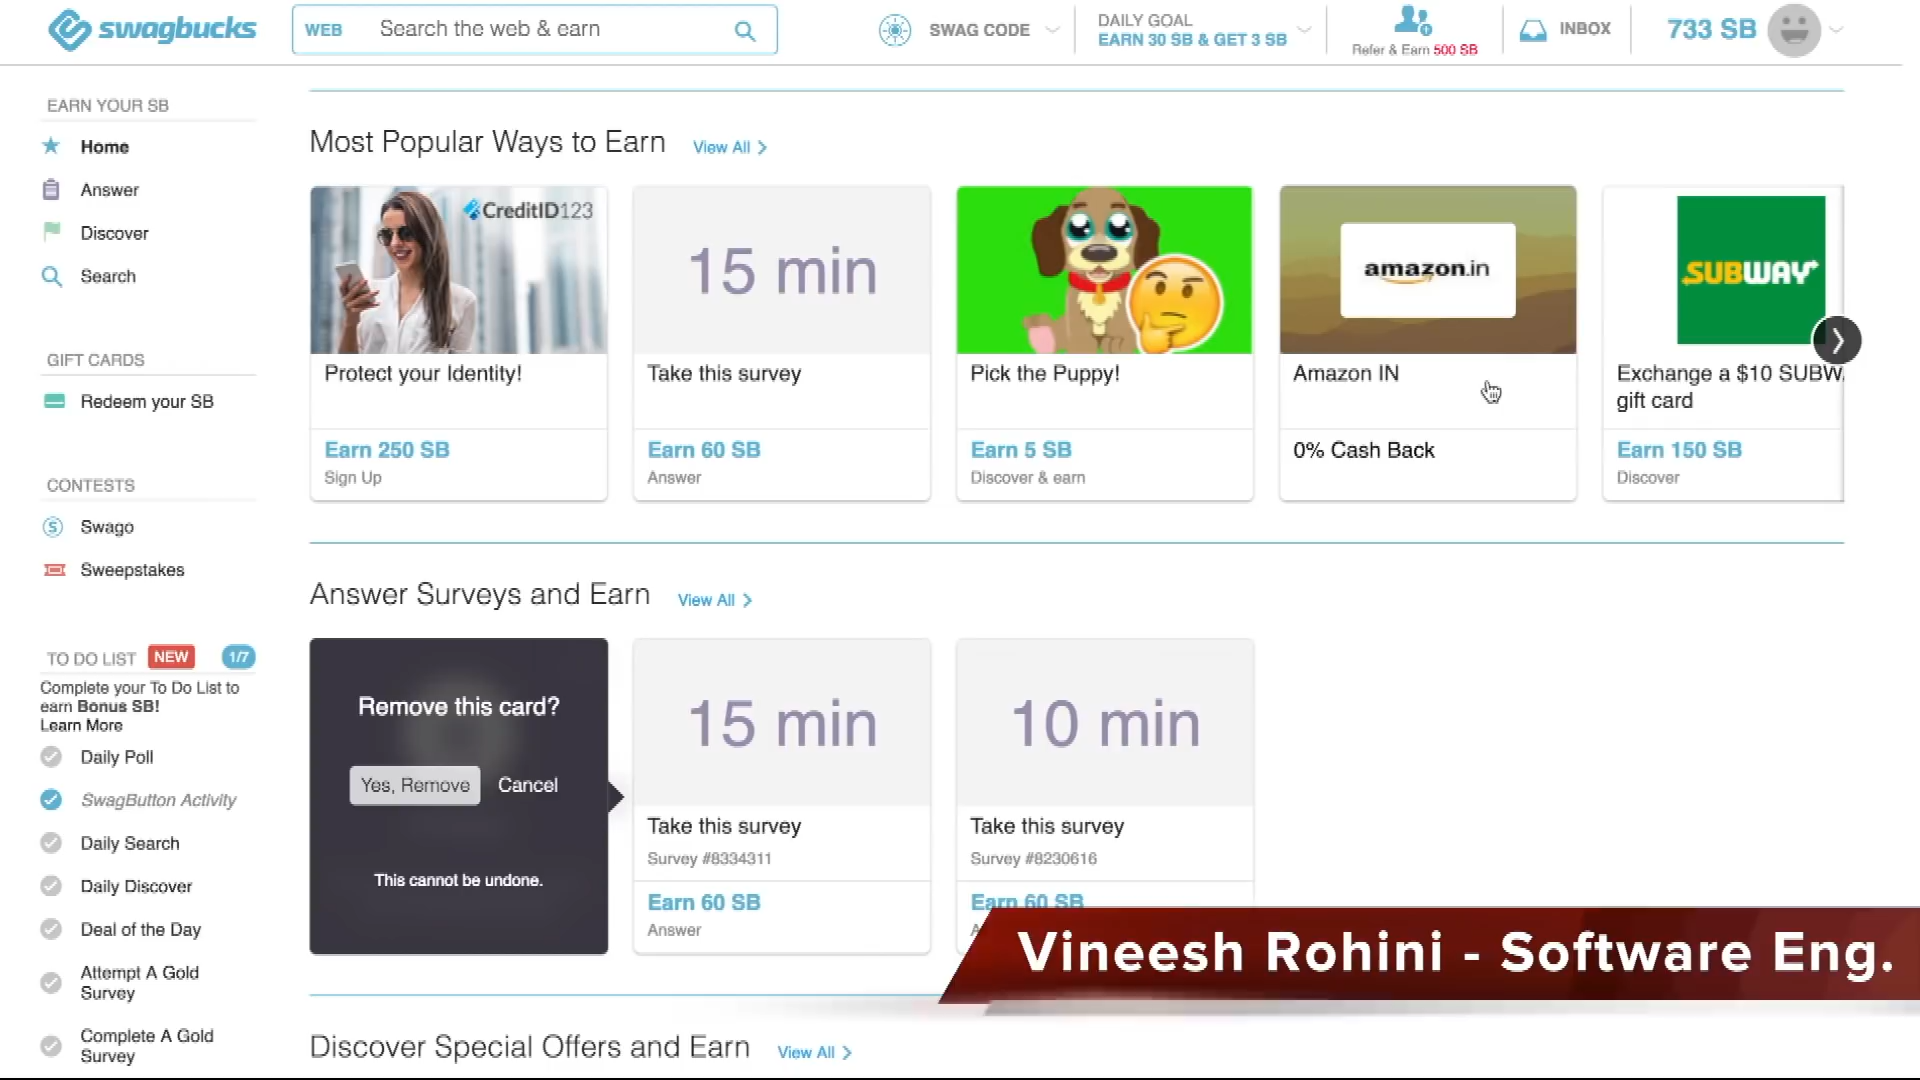 swagbucks
WEB
Search the web & earn
SWAG CODE
DAILY GOAL
EARN 30 SB & GET 3 SB
Refer & Earn 500 SB
INBOX
733 SB
EARN YOUR SB
Home
Answer
Discover
Search
GIFT CARDS
Redeem your SB
CONTESTS
Swago
Sweepstakes
TO DO LIST NEW 1/7
Complete your To Do List to
earn Bonus SB!
Learn More
Daily Poll
SwagButton Activity
Daily Search
Daily Discover
Deal of the Day
Attempt A Gold
Survey
Complete A Gold
Survey
Most Popular Ways to Earn View All
CreditID123
Protect your Identity!
Earn 250 SB
Sign Up
15 min
Take this survey
Earn 60 SB
Answer
Pick the Puppy!
Earn 5 SB
Discover & earn
amazon.in
Amazon IN
0% Cash Back
SUBWAY
Exchange a $10 SUBW
gift card
Earn 150 SB
Discover
Answer Surveys and Earn View All
Remove this card?
Yes, Remove Cancel
This cannot be undone.
15 min
Take this survey
Survey #8334311
Earn 60 SB
Answer
10 min
Take this survey
Survey #8230616
Earn 60 SB
Vineesh Rohini - Software Eng.
Discover Special Offers and Earn View All